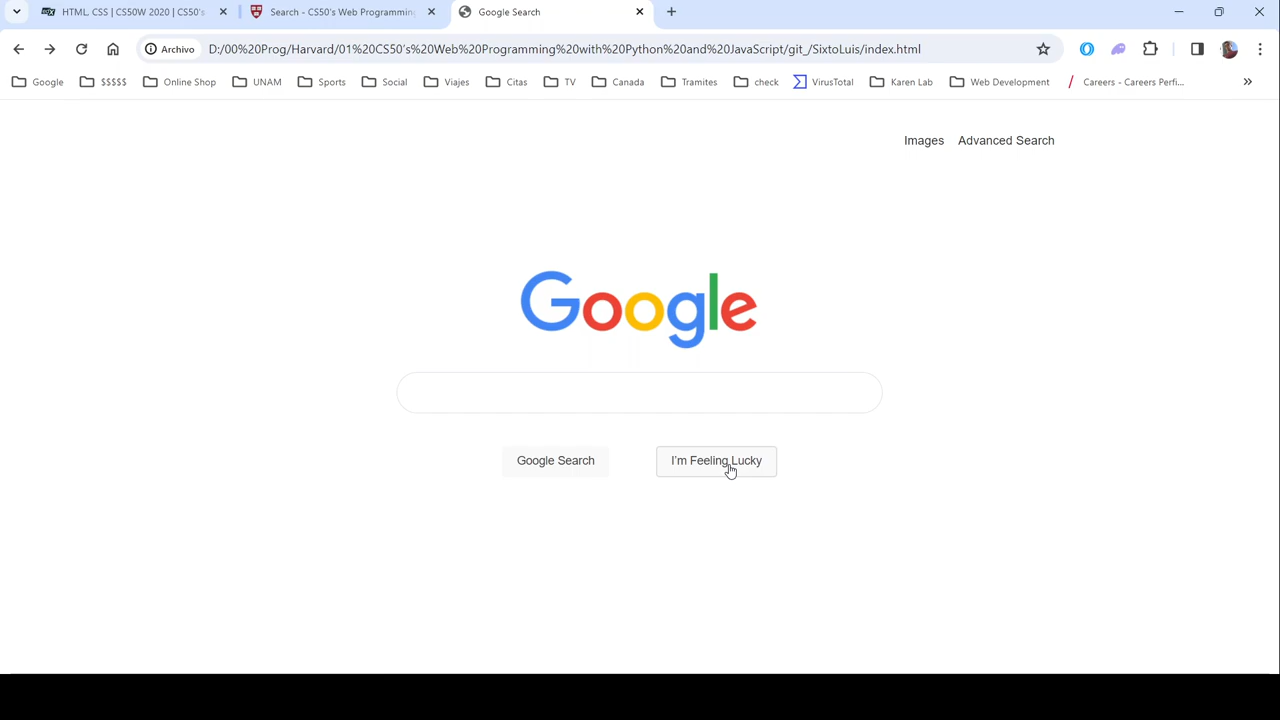 HTML, CSS | CS50W 2020 | CS50's
Search - CS50's Web Programming
Google Search
Archivo
D:/00%20Prog/Harvard/01%20CS50's%20Web%20Programming%20with%20Python%20and%20JavaScript/git_/SixtoLuis/index.html
Google
$$$$$
Online Shop
UNAM
Sports
Social
Viajes
Citas
TV
Canada
Tramites
check
VirusTotal
Karen Lab
Web Development
Careers - Careers Perfi...
Images
Advanced Search
Google
Google Search
I'm Feeling Lucky